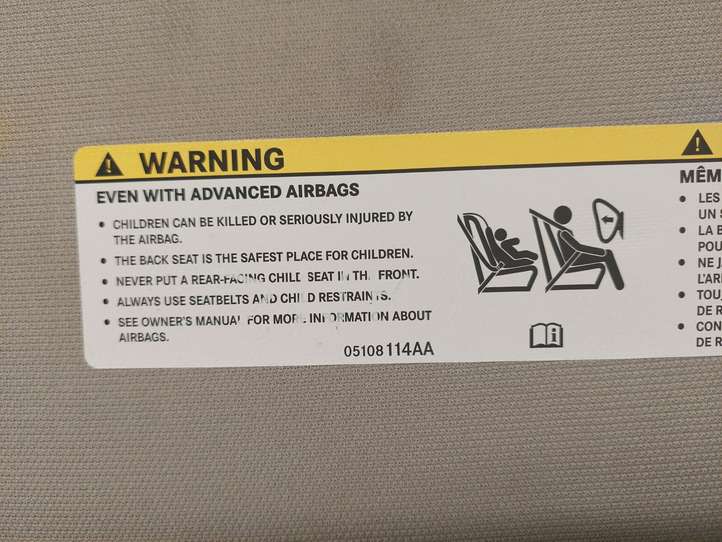 WARNING
EVEN WITH ADVANCED AIRBAGS
• CHILDREN CAN BE KILLED OR SERIOUSLY INJURED BY
THE AIRBAG.
• THE BACK SEAT IS THE SAFEST PLACE FOR CHILDREN.
• NEVER PUT A REAR-FACING CHILD SEAT IN THE FRONT.
• ALWAYS USE SEATBELTS AND CHILD RESTRAINTS.
• SEE OWNER'S MANUAL FOR MORE INFORMATION ABOUT
AIRBAGS.
05108114AA
MÊM
• LES
UN S
• LA B
POU
• NE J
L'AR
• TOU
DE R
• CON
DE R